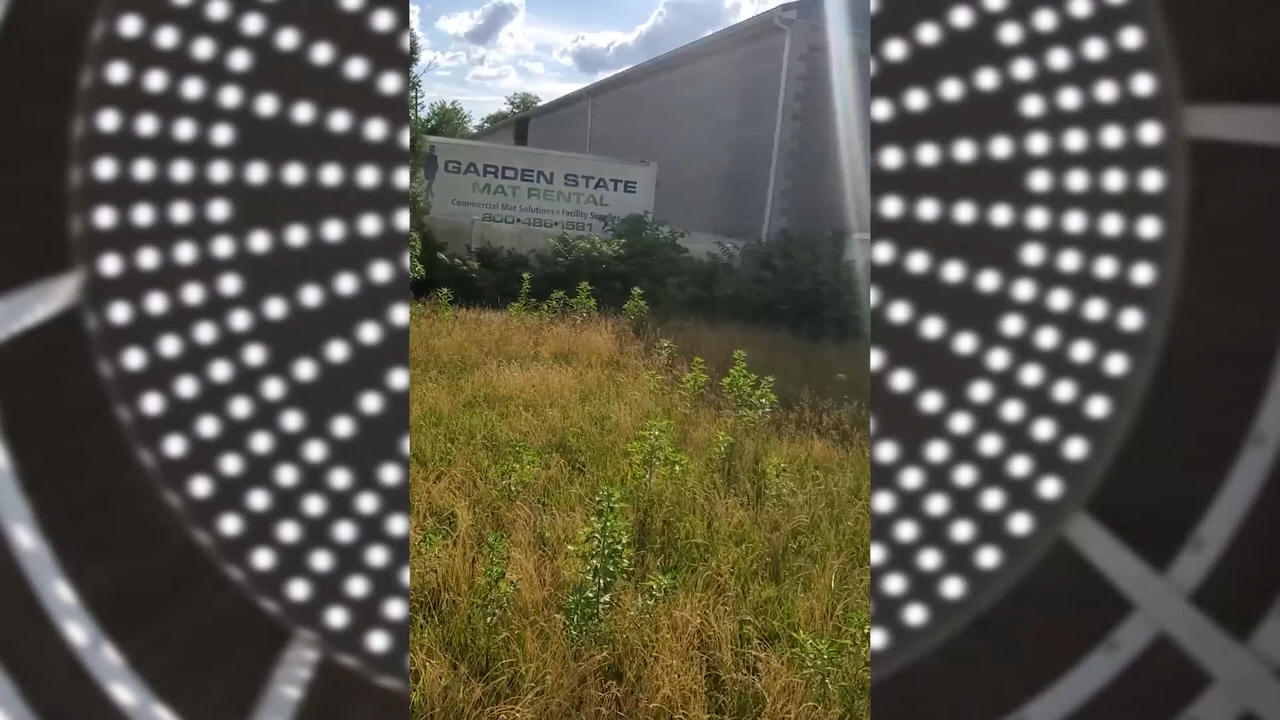 GARDEN STATE
MAT RENTAL
Commercial Mat Solutions • Facility Supplies
800•486•1581